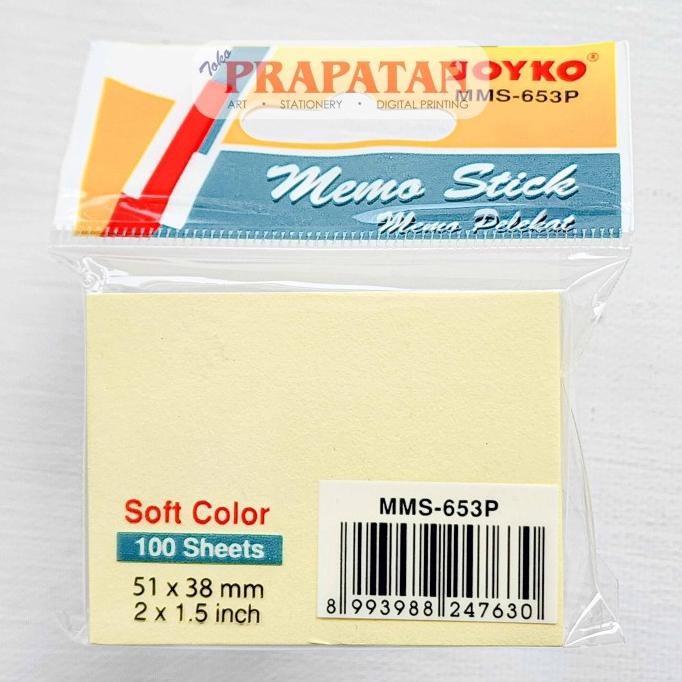 Toko
PRAPATAN
ART • STATIONERY • DIGITAL PRINTING
JOYKO®
MMS-653P
Memo Stick
Memo Pelekat
Soft Color
100 Sheets
51 x 38 mm
2 x 1.5 inch
MMS-653P
8 993988 247630